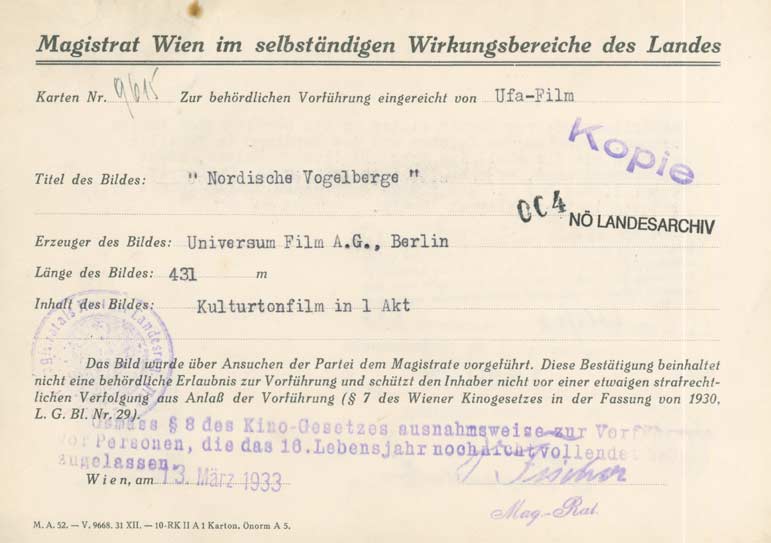 Magistrat Wien im selbständigen Wirkungsbereiche des Landes
Karten Nr. 9615 Zur behördlichen Vorführung eingereicht von Ufa-Film
Kopie
Titel des Bildes: " Nordische Vogelberge "
004 NÖ LANDESARCHIV
Erzeuger des Bildes: Universum Film A.G., Berlin
Länge des Bildes: 431 m
Inhalt des Bildes: Kulturtonfilm in 1 Akt
Das Bild wurde über Ansuchen der Partei dem Magistrate vorgeführt. Diese Bestätigung beinhaltet
nicht eine behördliche Erlaubnis zur Vorführung und schützt den Inhaber nicht vor einer etwaigen strafrecht-
lichen Verfolgung aus Anlaß der Vorführung (§ 7 des Wiener Kinogesetzes in der Fassung von 1930,
L. G. Bl. Nr. 29).
Gemäss § 8 des Kino-Gesetzes ausnahmsweise zur
vor Personen, die das 16. Lebensjahr noch nicht vollendet
zugelassen.
Wien, am 13. März 1933
Mag-Rat
M. A. 52. — V. 9668. 31 XII. — 10-RK II A 1 Karton. Önorm A 5.